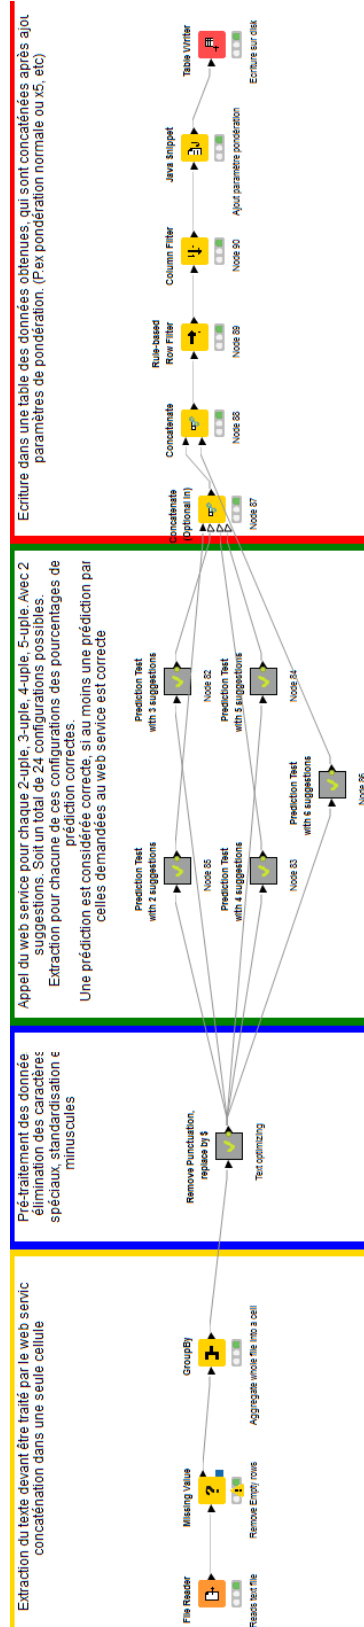 Extraction du texte devant être traité par le web servic
concaténation dans une seule cellule
File Reader
Reads text file
Missing Value
Remove Empty rows
GroupBy
Aggregate whole file into a cell
Pré-traitement des donnée
élimination des caractères
spéciaux, standardisation e
minuscules
Remove Punctuation,
replace by $
Text optimizing
Appel du web service pour chaque 2-uple, 3-uple, 4-uple, 5-uple. Avec 2
suggestions. Soit un total de 24 configurations possibles.
Extraction pour chacune de ces configurations des pourcentages de
prédiction correctes.
Une prédiction est considérée correcte, si au moins une prédiction par
celles demandées au web service est correcte
Prediction Test
with 2 suggestions
Node 85
Prediction Test
with 3 suggestions
Node 82
Prediction Test
with 4 suggestions
Node 83
Prediction Test
with 5 suggestions
Node 84
Prediction Test
with 6 suggestions
Node 86
Ecriture dans une table des données obtenues, qui sont concaténées après ajou
paramètres de pondération. (P.ex pondération normale ou x5, etc)
Concatenate
(Optional in)
Node 87
Concatenate
Node 88
Rule-based
Row Filter
Node 89
Column Filter
Node 90
Java Snippet
Ajout paramètre pondération
Table Writer
Ecriture sur disk